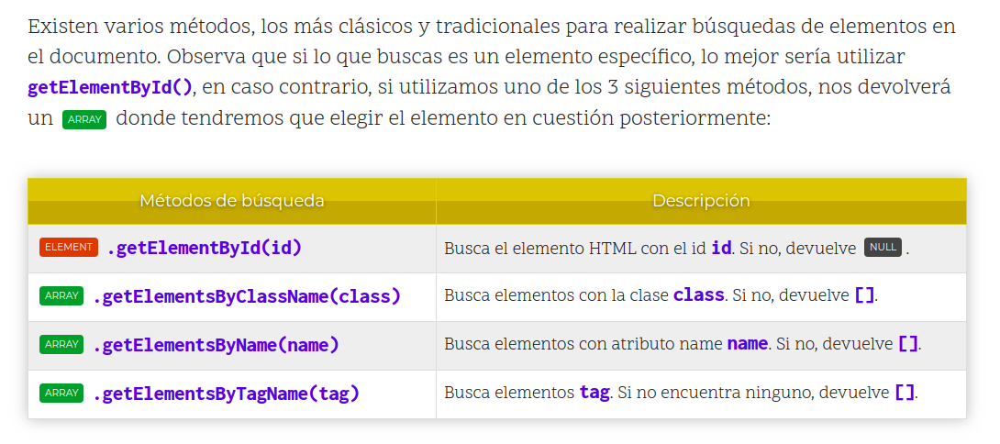 Existen varios métodos, los más clásicos y tradicionales para realizar búsquedas de elementos en
el documento. Observa que si lo que buscas es un elemento específico, lo mejor sería utilizar
getElementById(), en caso contrario, si utilizamos uno de los 3 siguientes métodos, nos devolverá
un ARRAY donde tendremos que elegir el elemento en cuestión posteriormente:
Métodos de búsqueda Descripción
ELEMENT .getElementById(id) Busca el elemento HTML con el id id. Si no, devuelve NULL .
ARRAY .getElementsByClassName(class) Busca elementos con la clase class. Si no, devuelve [].
ARRAY .getElementsByName(name) Busca elementos con atributo name name. Si no, devuelve [].
ARRAY .getElementsByTagName(tag) Busca elementos tag. Si no encuentra ninguno, devuelve [].